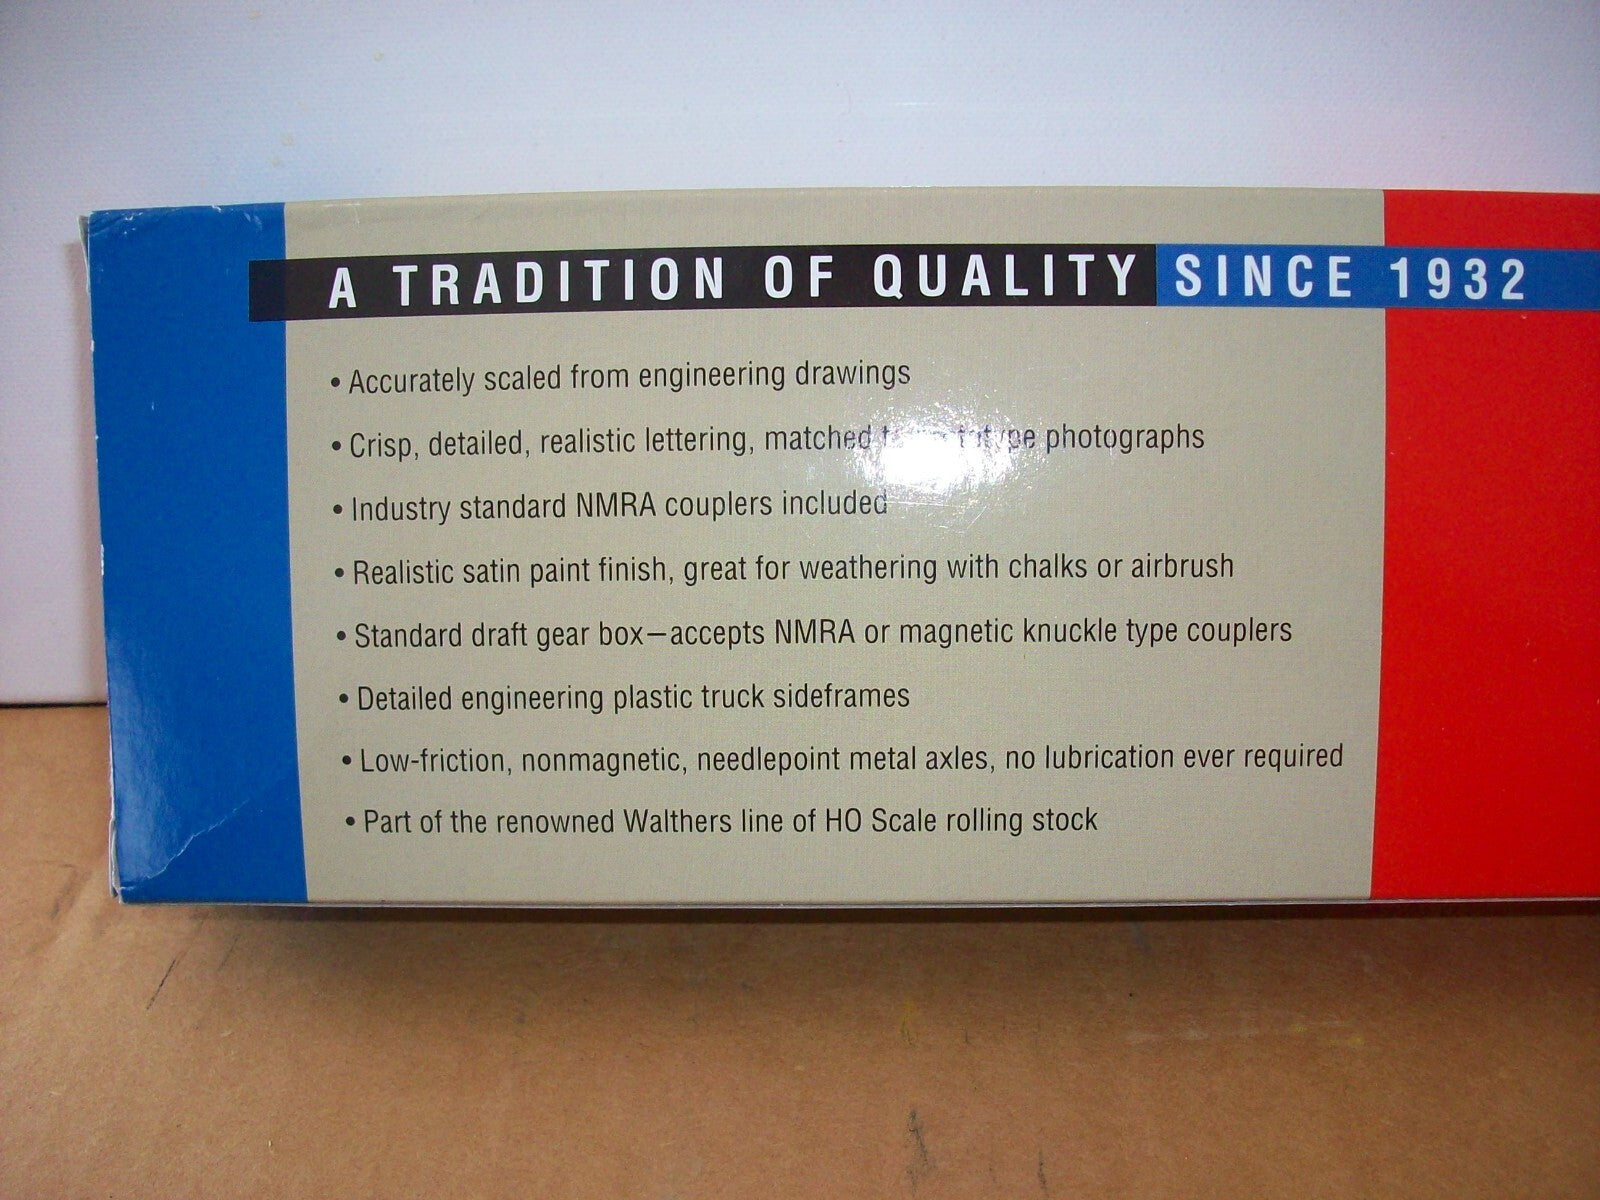 A TRADITION OF QUALITY SINCE 1932
• Accurately scaled from engineering drawings
• Crisp, detailed, realistic lettering, matched photographs
• Industry standard NMRA couplers included
• Realistic satin paint finish, great for weathering with chalks or airbrush
• Standard draft gear box—accepts NMRA or magnetic knuckle type couplers
• Detailed engineering plastic truck sideframes
• Low-friction, nonmagnetic, needlepoint metal axles, no lubrication ever required
• Part of the renowned Walthers line of HO Scale rolling stock